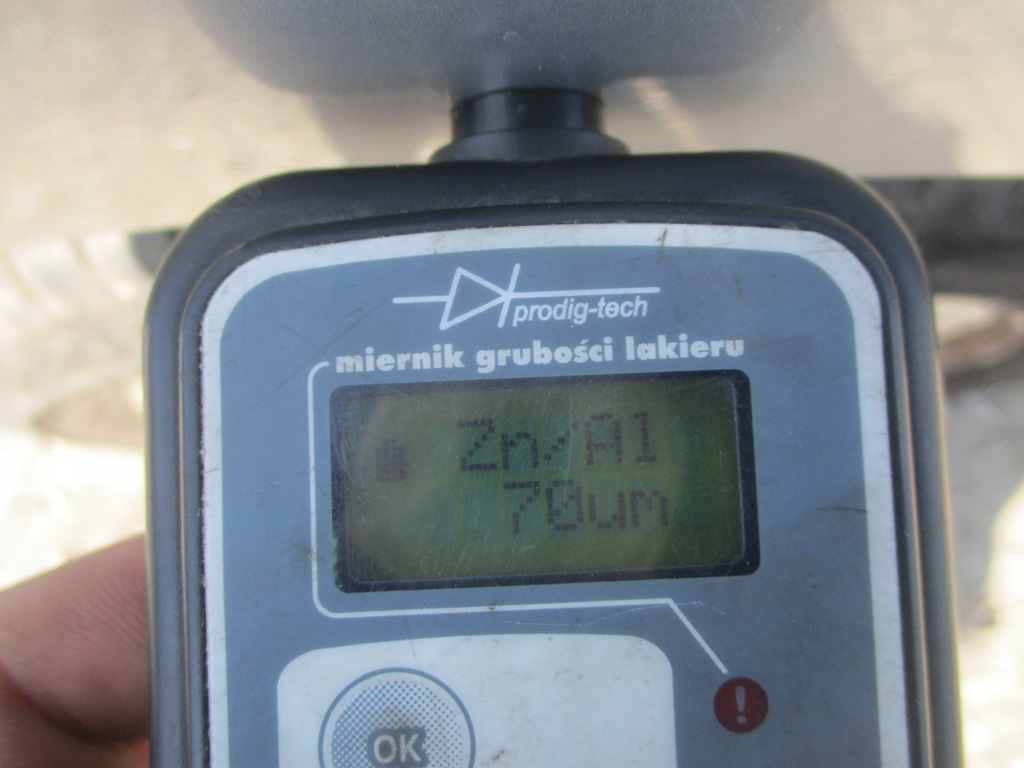 prodig-tech
miernik grubości lakieru
Zn/Al
70um
!
OK